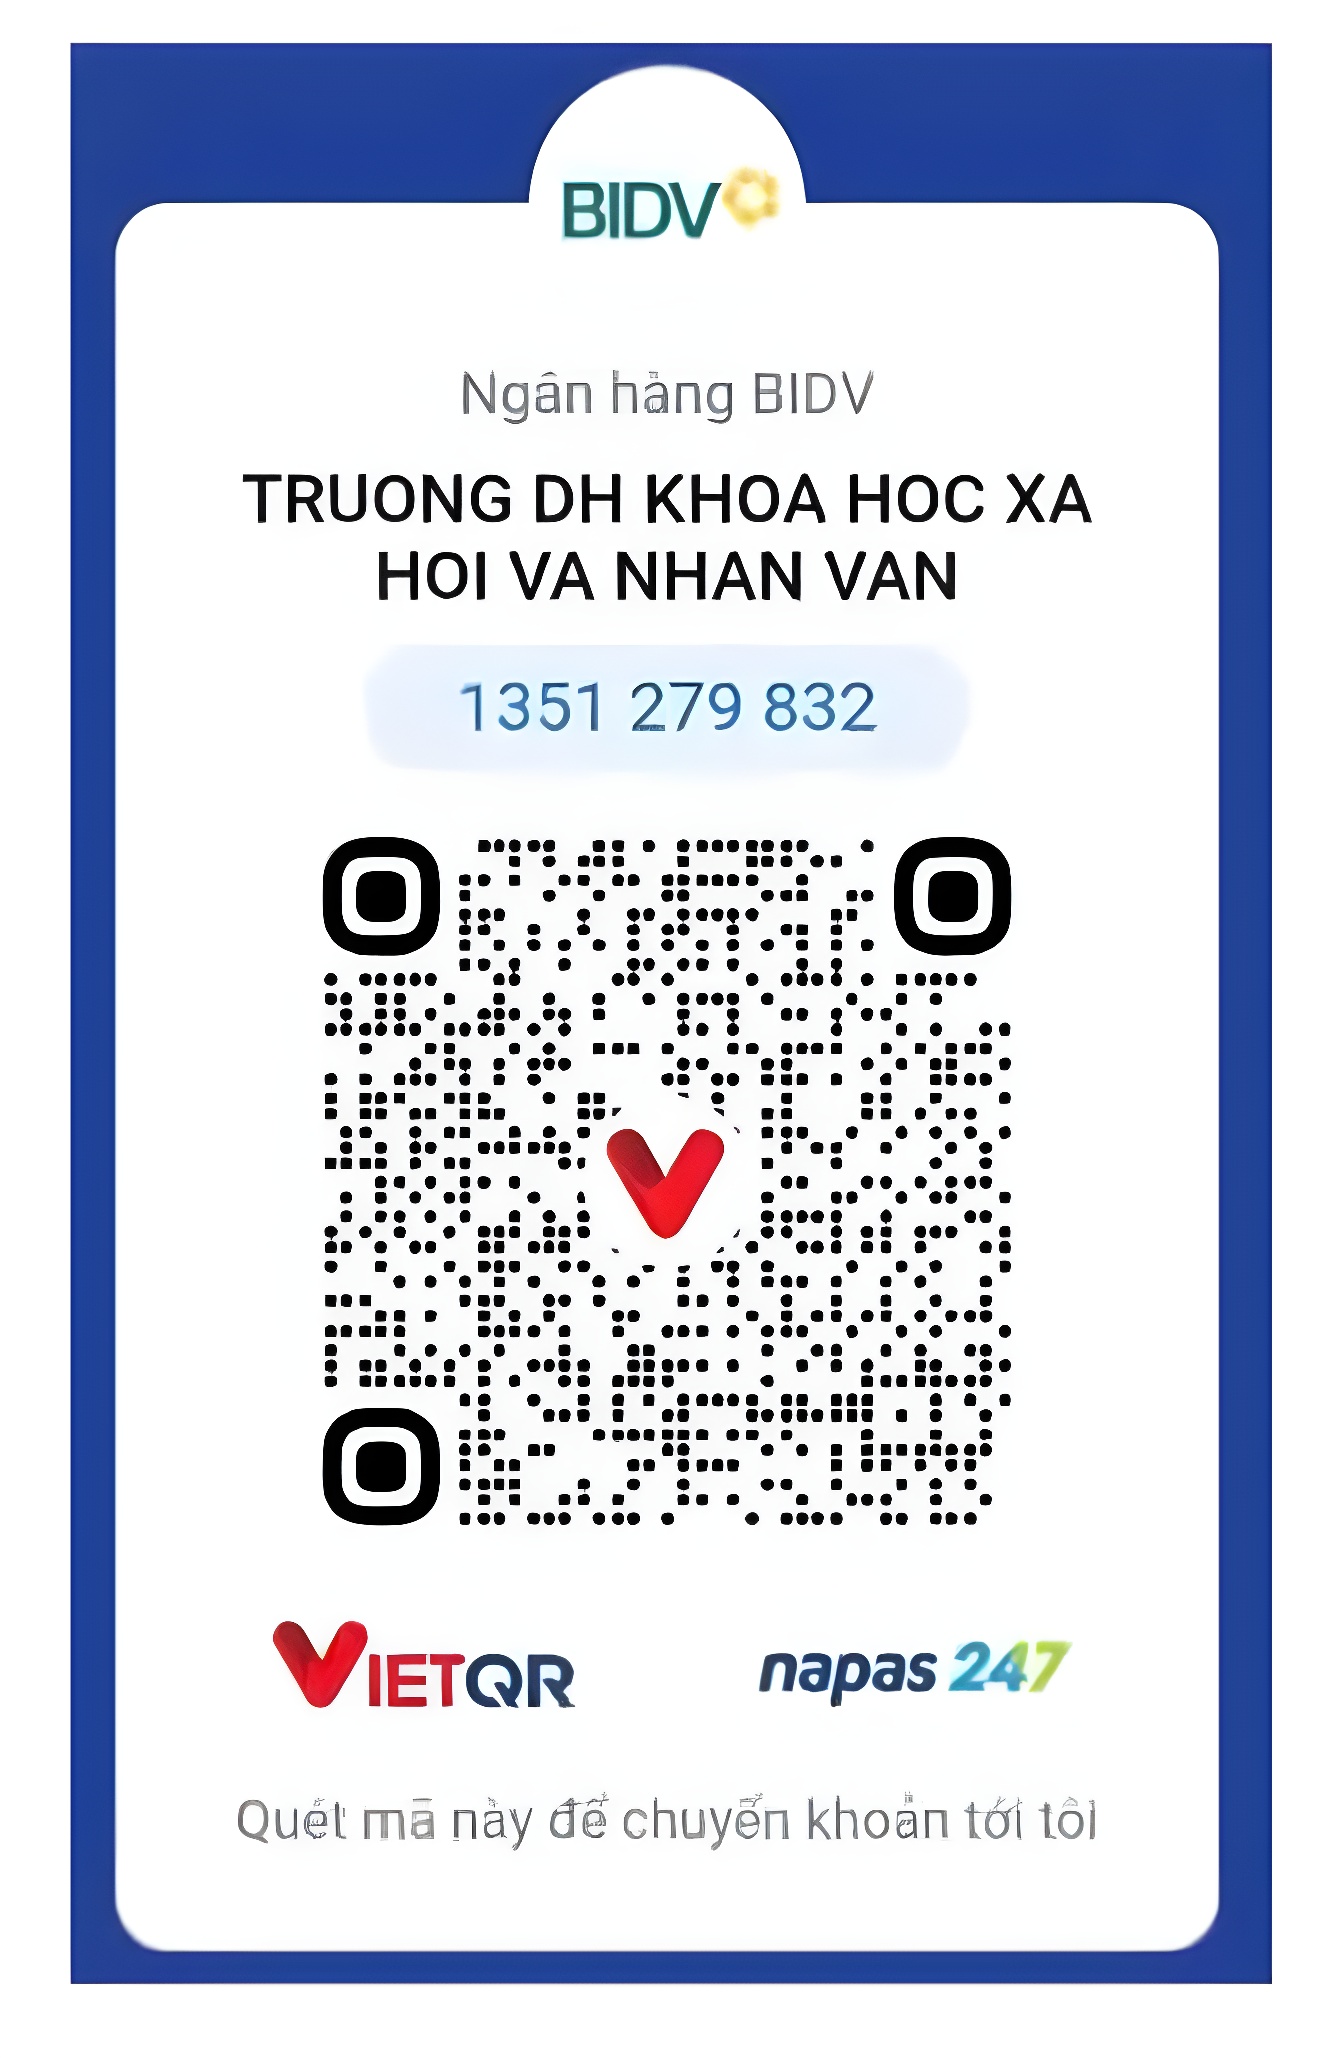 BIDV
Ngân hàng BIDV
TRUONG DH KHOA HOC XA
HOI VA NHAN VAN
1351 279 832
VIETQR
napas 247
Quét mã này để chuyển khoản tới tôi